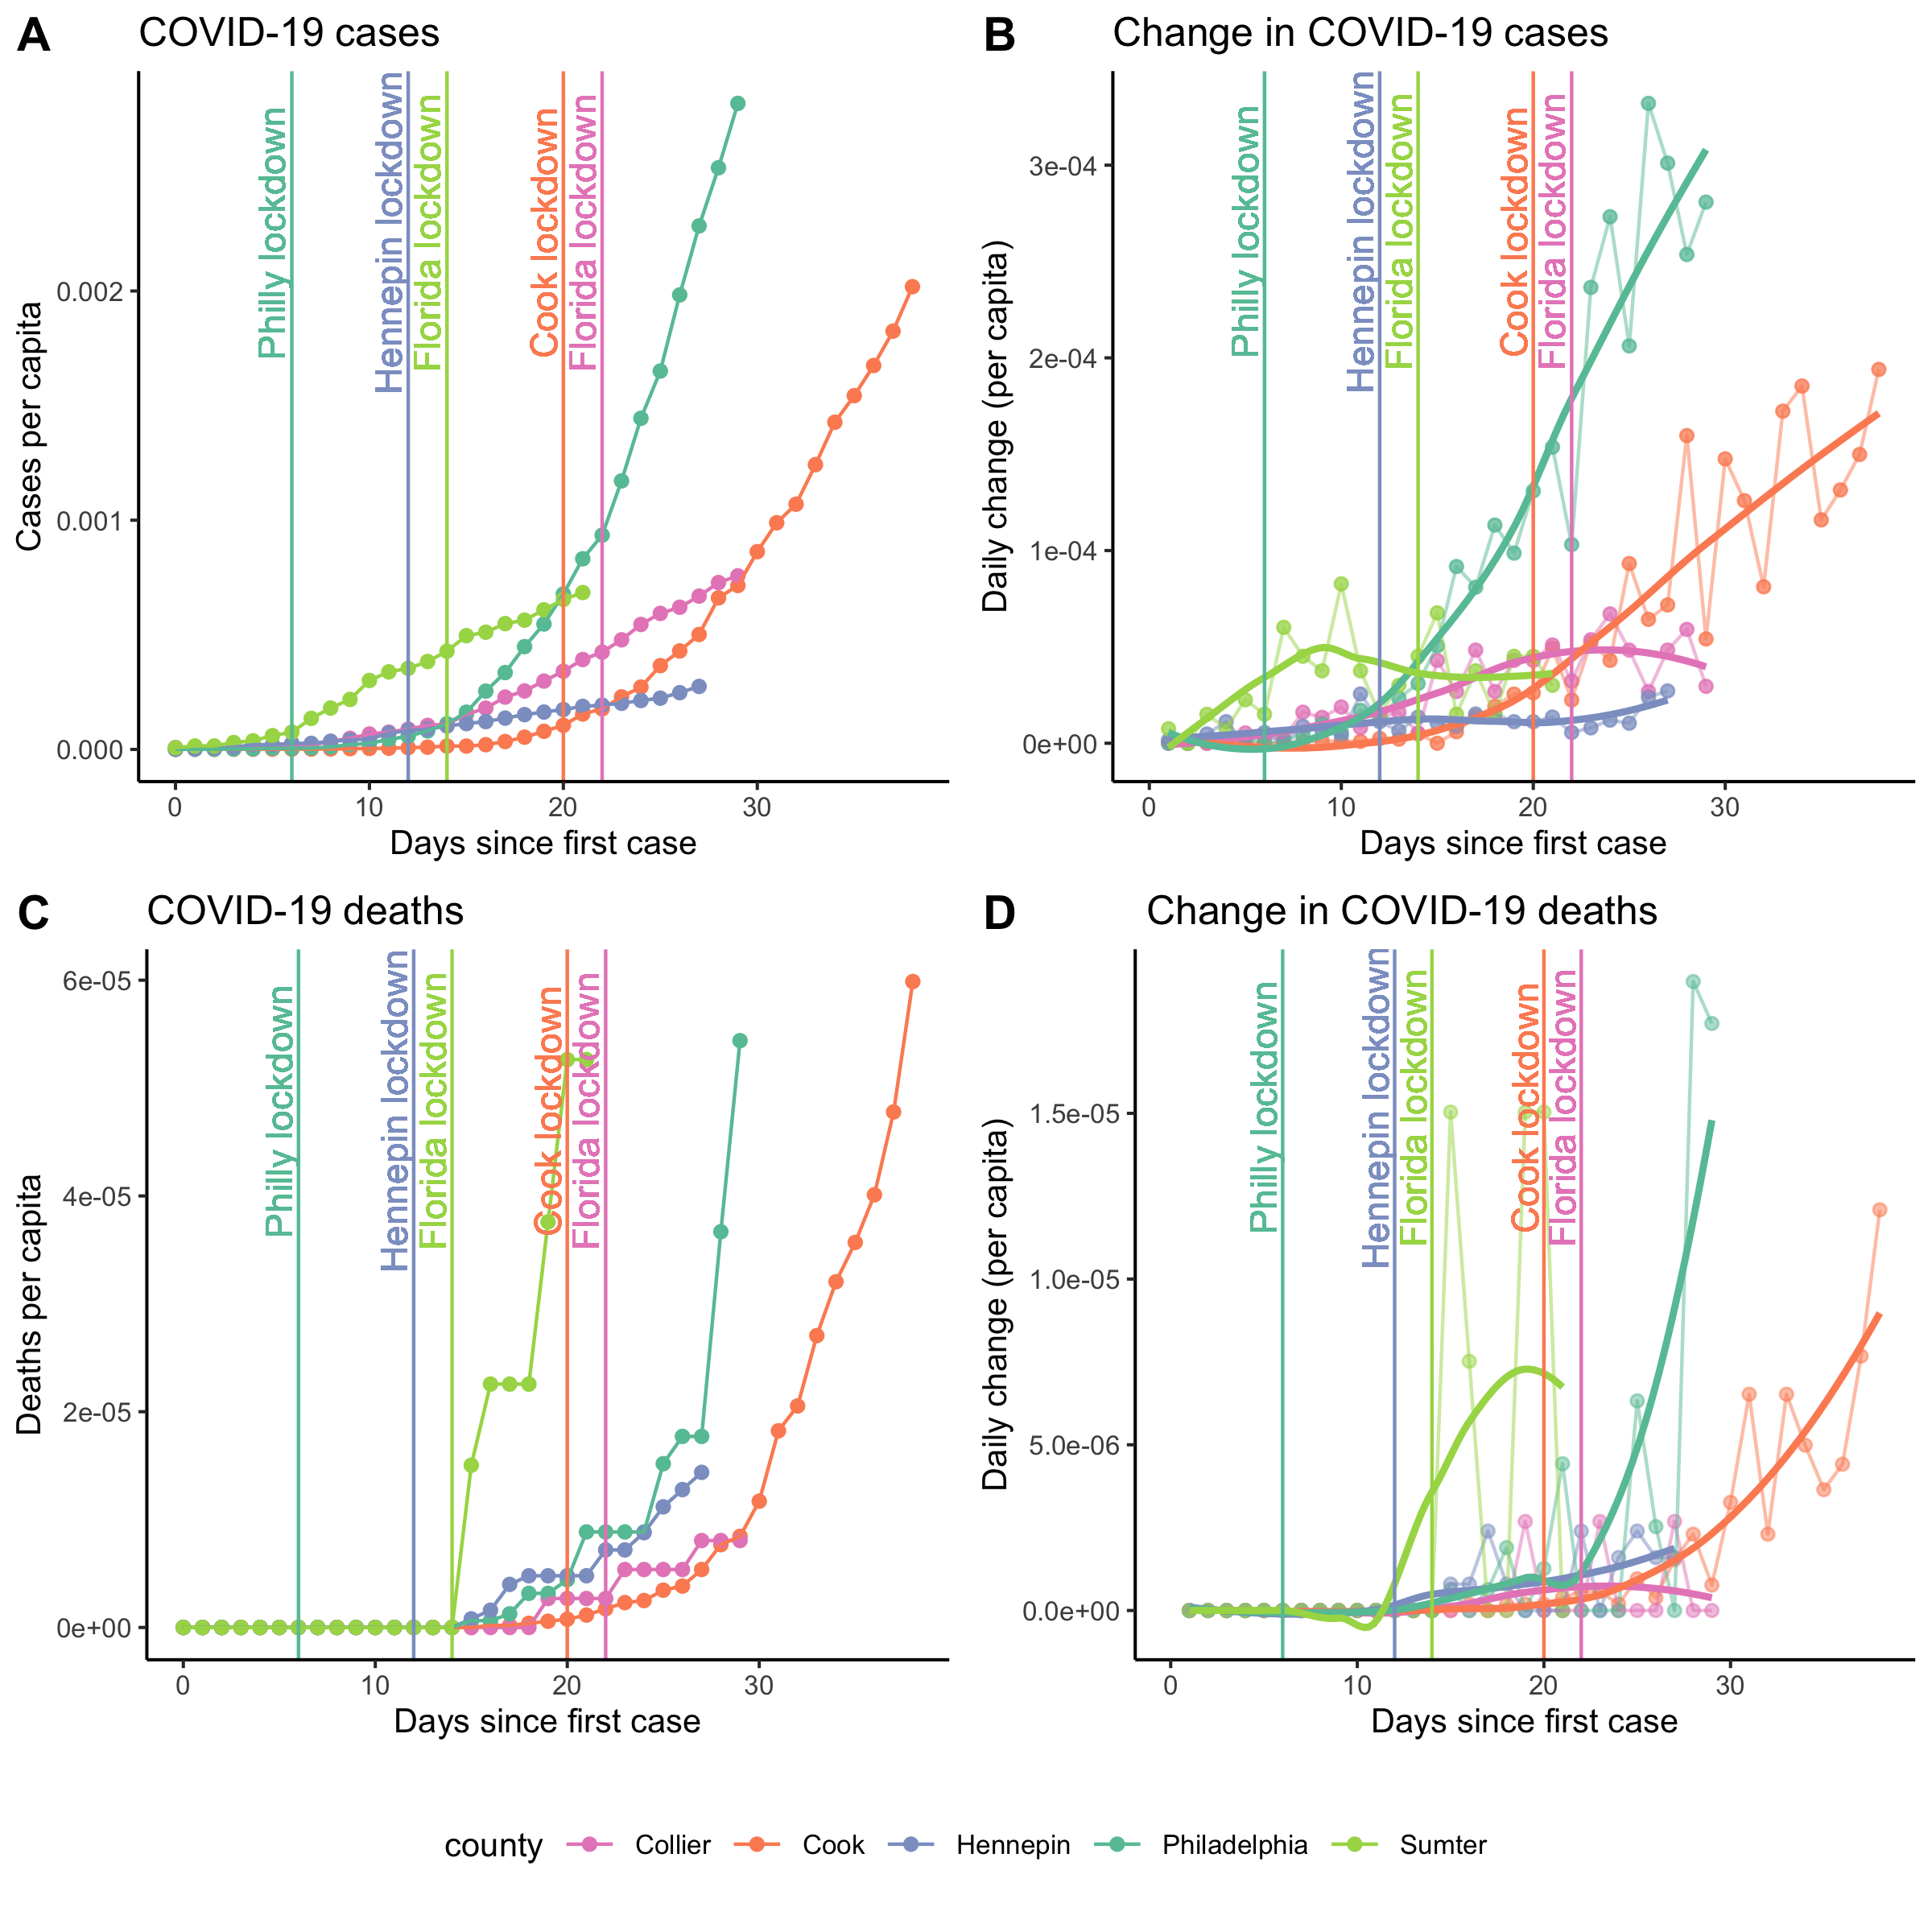 A COVID-19 cases
Cases per capita
0.002
0.001
0.000
Philly lockdown
Hennepin lockdown
Florida lockdown
Cook lockdown
Florida lockdown
0 10 20 30
Days since first case
B Change in COVID-19 cases
Daily change (per capita)
3e-04
2e-04
1e-04
0e+00
Philly lockdown
Hennepin lockdown
Florida lockdown
Cook lockdown
Florida lockdown
0 10 20 30
Days since first case
C COVID-19 deaths
Deaths per capita
6e-05
4e-05
2e-05
0e+00
Philly lockdown
Hennepin lockdown
Florida lockdown
Cook lockdown
Florida lockdown
0 10 20 30
Days since first case
D Change in COVID-19 deaths
Daily change (per capita)
1.5e-05
1.0e-05
5.0e-06
0.0e+00
Philly lockdown
Hennepin lockdown
Florida lockdown
Cook lockdown
Florida lockdown
0 10 20 30
Days since first case
county Collier Cook Hennepin Philadelphia Sumter